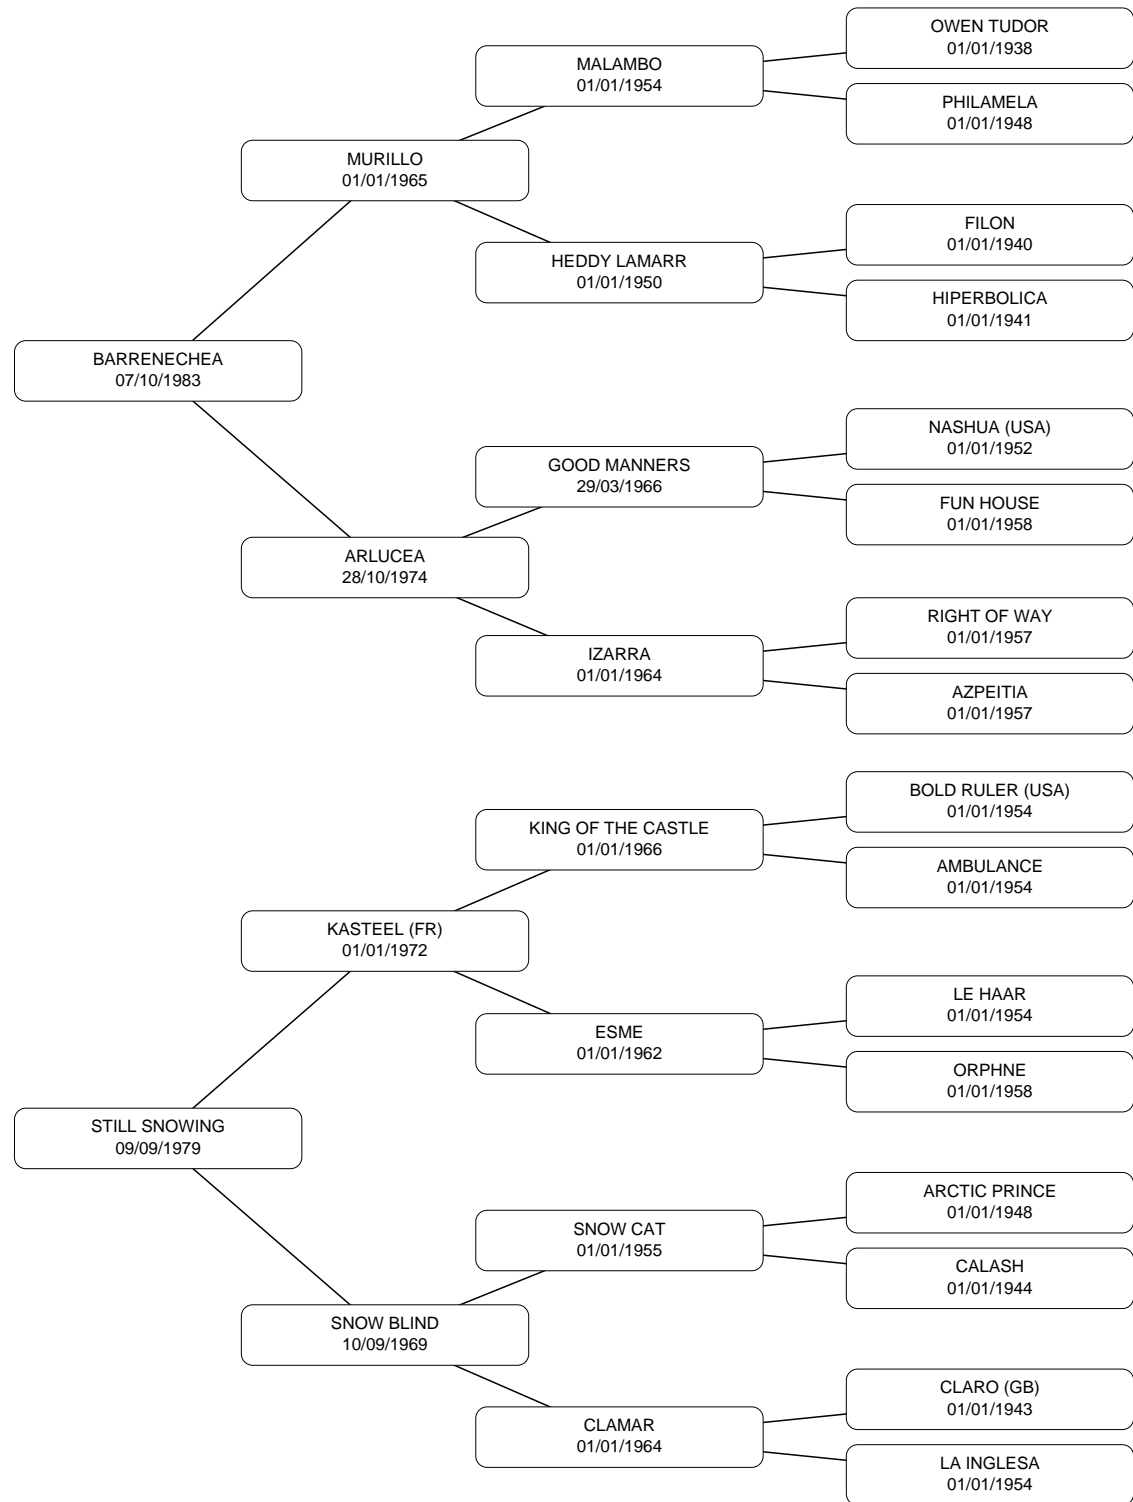 OWEN TUDOR
01/01/1938
MALAMBO
01/01/1954
PHILAMELA
01/01/1948
MURILLO
01/01/1965
FILON
01/01/1940
HEDDY LAMARR
01/01/1950
HIPERBOLICA
01/01/1941
BARRENECHEA
07/10/1983
NASHUA (USA)
01/01/1952
GOOD MANNERS
29/03/1966
FUN HOUSE
01/01/1958
ARLUCEA
28/10/1974
RIGHT OF WAY
01/01/1957
IZARRA
01/01/1964
AZPEITIA
01/01/1957
BOLD RULER (USA)
01/01/1954
KING OF THE CASTLE
01/01/1966
AMBULANCE
01/01/1954
KASTEEL (FR)
01/01/1972
LE HAAR
01/01/1954
ESME
01/01/1962
ORPHNE
01/01/1958
STILL SNOWING
09/09/1979
ARCTIC PRINCE
01/01/1948
SNOW CAT
01/01/1955
CALASH
01/01/1944
SNOW BLIND
10/09/1969
CLARO (GB)
01/01/1943
CLAMAR
01/01/1964
LA INGLESA
01/01/1954